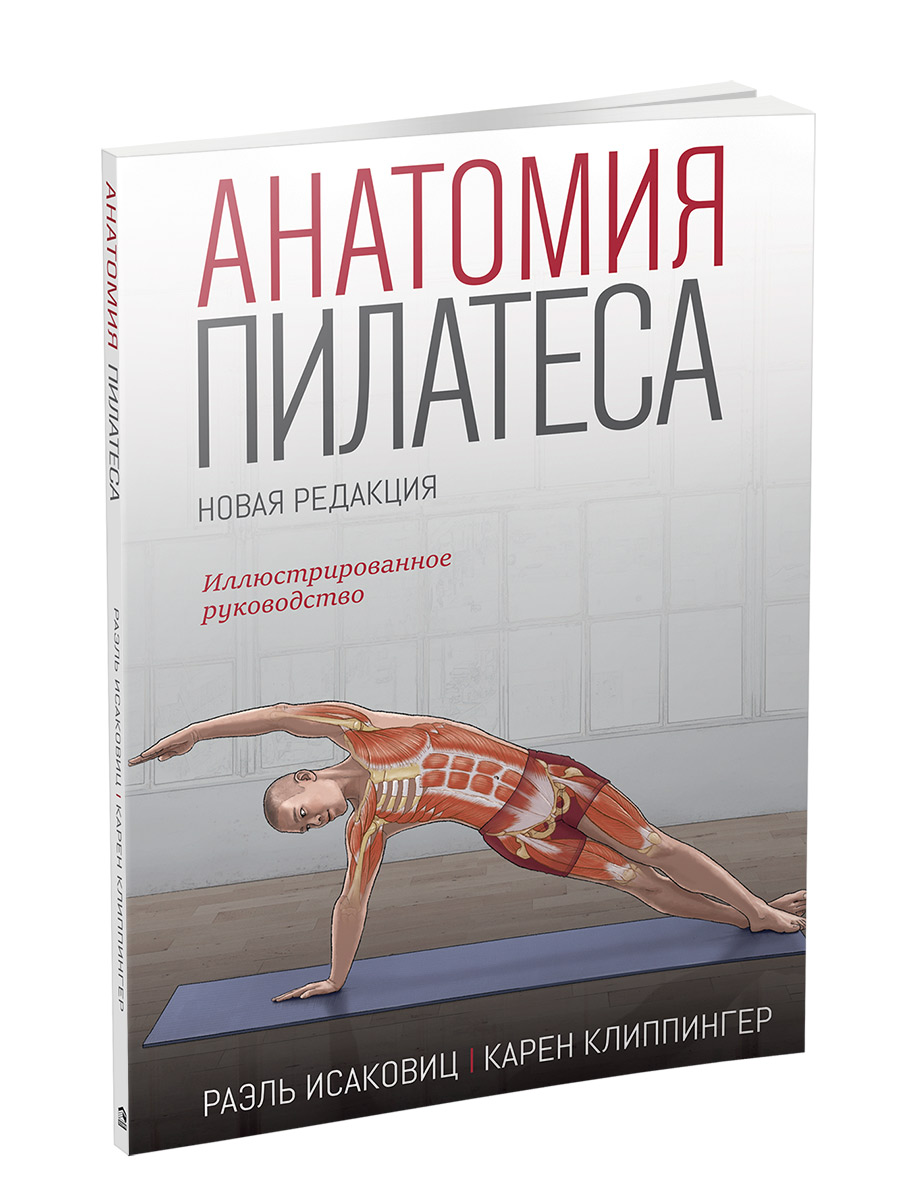 АНАТОМИЯ
ПИЛАТЕСА
НОВАЯ РЕДАКЦИЯ
Иллюстрированное
руководство
РАЭЛЬ ИСАКОВИЦ | КАРЕН КЛИППИНГЕР
АНАТОМИЯ ПИЛАТЕСА
РАЭЛЬ ИСАКОВИЦ | КАРЕН КЛИППИНГЕР